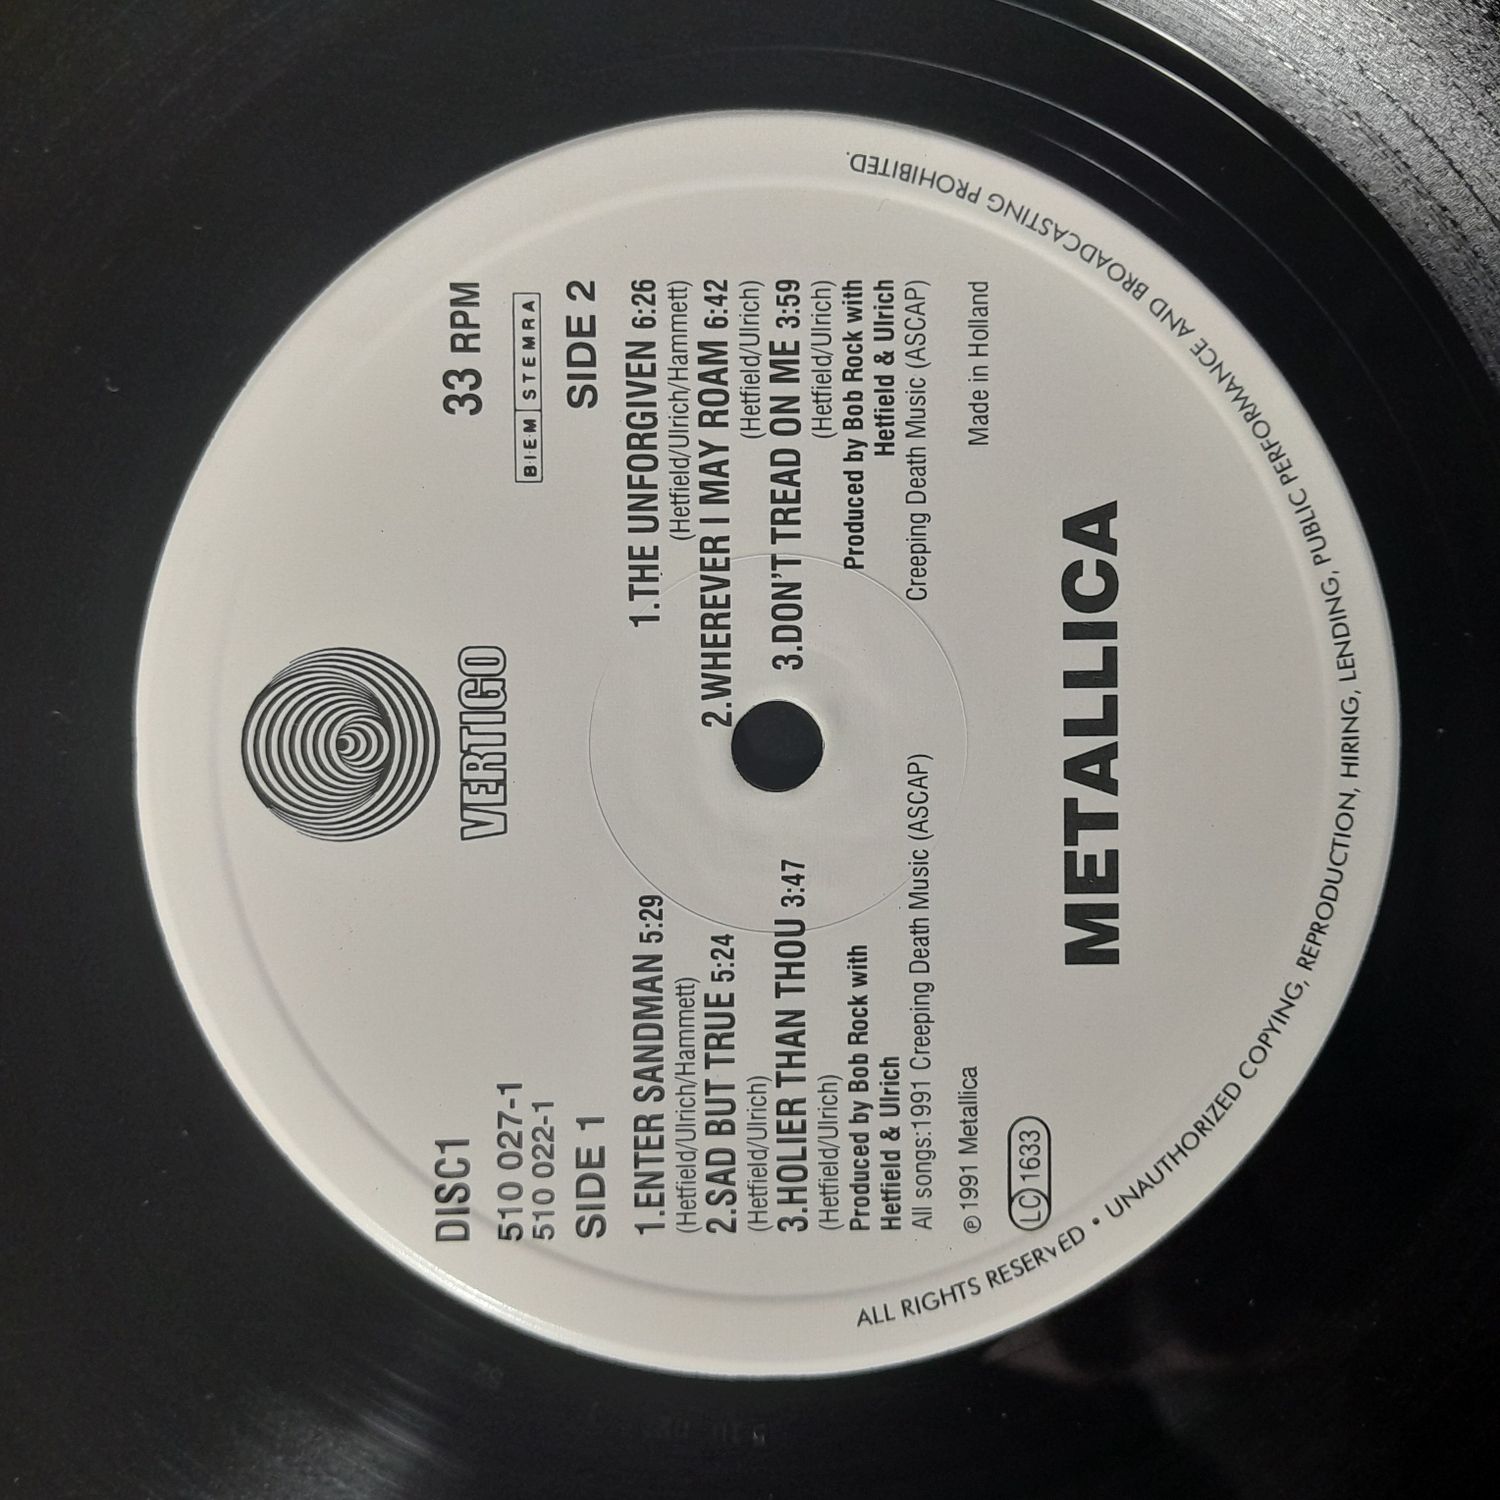 VERTIGO
DISC1
510 027-1
510 022-1
SIDE 1
1.ENTER SANDMAN 5:29
(Hetfield/Ulrich/Hammett)
2.SAD BUT TRUE 5:24
(Hetfield/Ulrich)
3.HOLIER THAN THOU 3:47
(Hetfield/Ulrich)
Produced by Bob Rock with
Hetfield & Ulrich
All songs:1991 Creeping Death Music (ASCAP)
℗ 1991 Metallica
LC 1633
33 RPM
B·I·E·M STEMRA
SIDE 2
1.THE UNFORGIVEN 6:26
(Hetfield/Ulrich/Hammett)
2.WHEREVER I MAY ROAM 6:42
(Hetfield/Ulrich)
3.DON'T TREAD ON ME 3:59
(Hetfield/Ulrich)
Produced by Bob Rock with
Hetfield & Ulrich
Creeping Death Music (ASCAP)
Made in Holland
METALLICA
ALL RIGHTS RESERVED • UNAUTHORIZED COPYING, REPRODUCTION, HIRING, LENDING, PUBLIC PERFORMANCE AND BROADCASTING PROHIBITED.